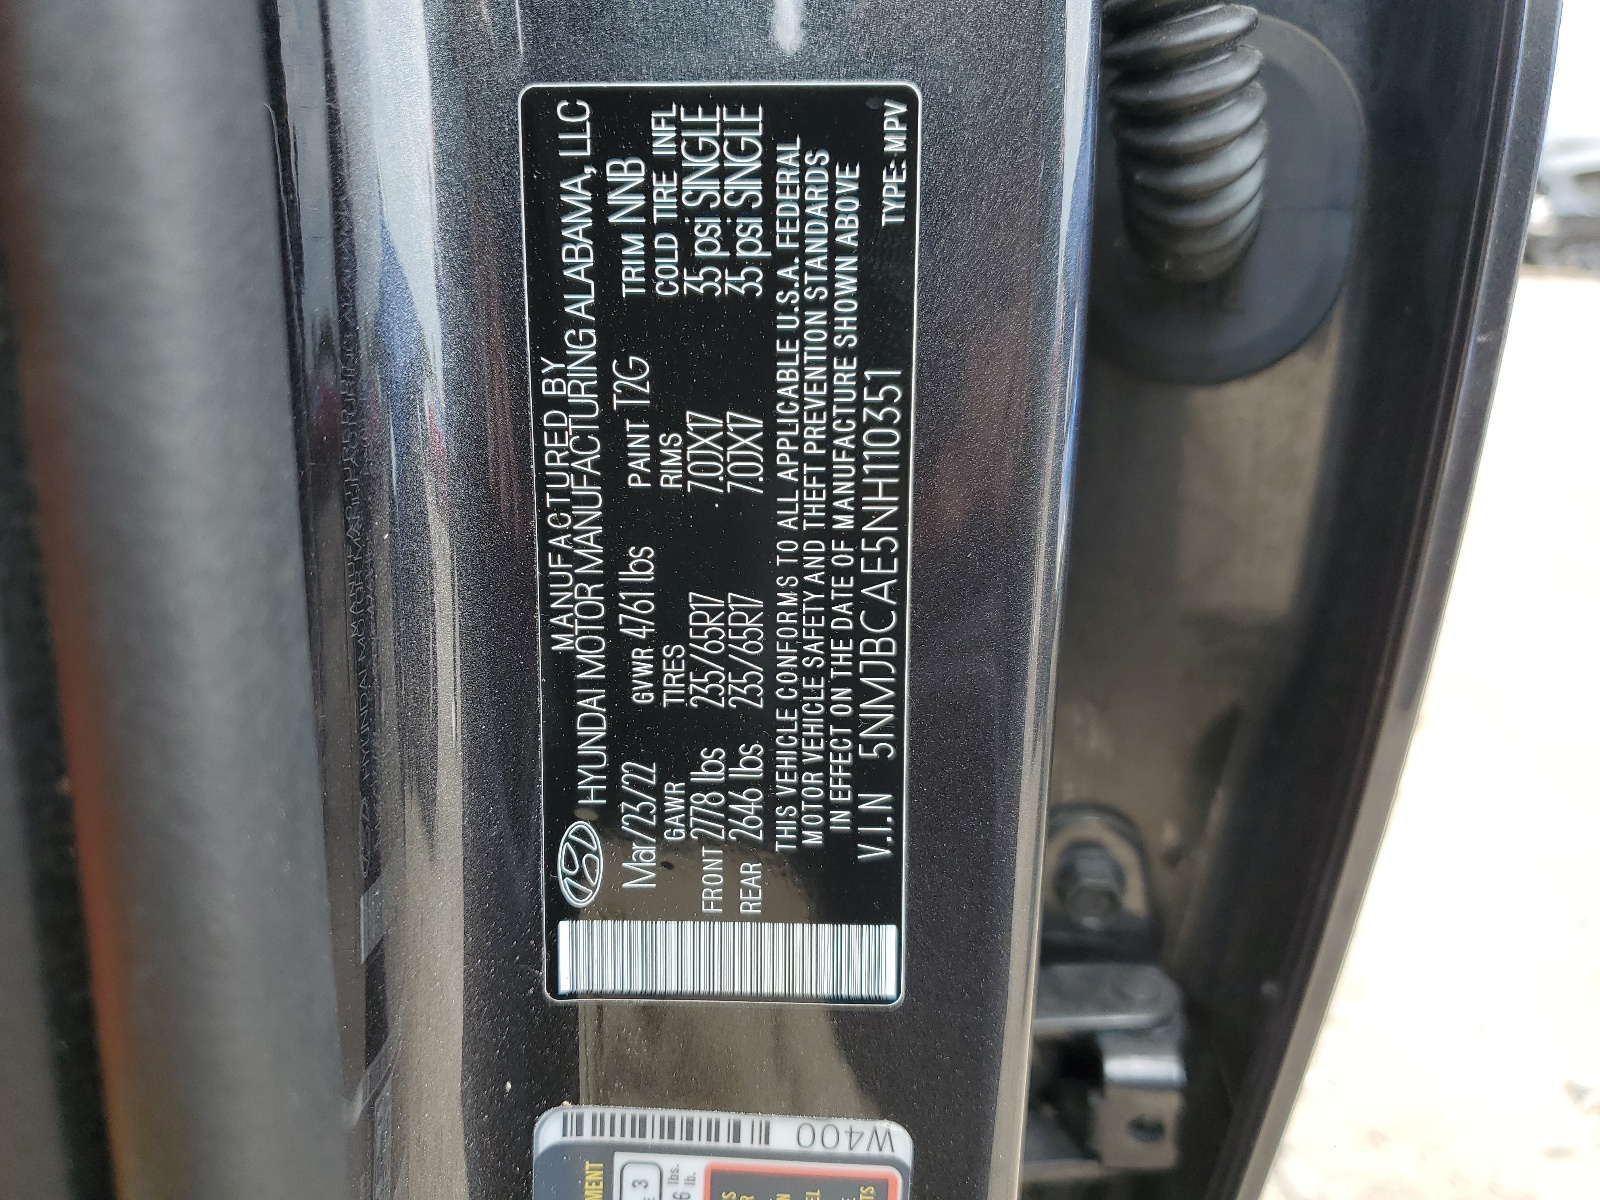 MANUFACTURED BY
HYUNDAI MOTOR MANUFACTURING ALABAMA, LLC
Mar/23/22 GVWR 4761 lbs PAINT T2G TRIM NNB
GAWR TIRES RIMS COLD TIRE INFL
FRONT 2778 lbs 235/65R17 7.0JX17 35 psi SINGLE
REAR 2646 lbs 235/65R17 7.0JX17 35 psi SINGLE
THIS VEHICLE CONFORMS TO ALL APPLICABLE U.S.A. FEDERAL
MOTOR VEHICLE SAFETY AND THEFT PREVENTION STANDARDS
IN EFFECT ON THE DATE OF MANUFACTURE SHOWN ABOVE
V.I.N 5NMJBCAE5NH110351 TYPE: MPV
W400
3
lbs.
lb.